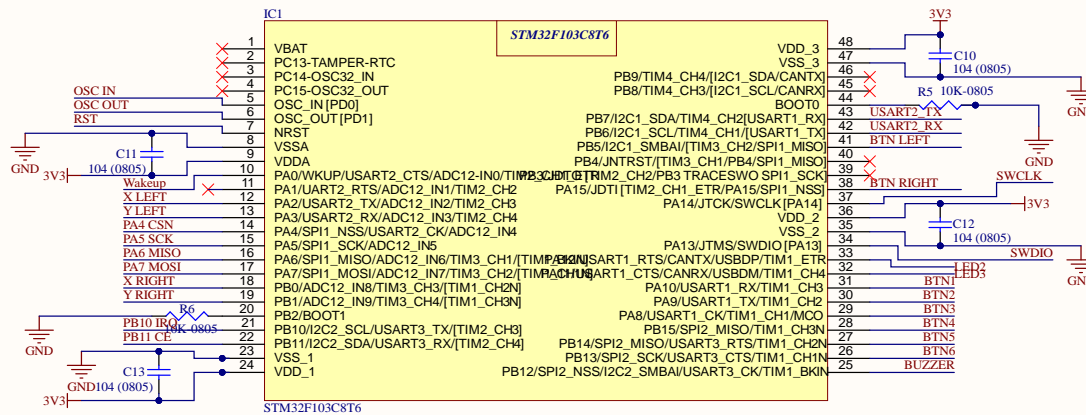 IC1
STM32F103C8T6
1 VBAT
2 PC13-TAMPER-RTC
3 PC14-OSC32_IN
4 PC15-OSC32_OUT
OSC IN 5 OSC_IN [PD0]
OSC OUT 6 OSC_OUT [PD1]
RST 7 NRST
8 VSSA
9 VDDA
GND
C11
104 (0805)
3V3
10 PA0/WKUP/USART2_CTS/ADC12-IN0/
Wakeup 11 PA1/UART2_RTS/ADC12_IN1/TIM2_CH2
X LEFT 12 PA2/USART2_TX/ADC12_IN2/TIM2_CH3
Y LEFT 13 PA3/USART2_RX/ADC12_IN3/TIM2_CH4
PA4 CSN 14 PA4/SPI1_NSS/USART2_CK/ADC12_IN4
PA5 SCK 15 PA5/SPI1_SCK/ADC12_IN5
PA6 MISO 16 PA6/SPI1_MISO/ADC12_IN6/TIM3_CH1/
PA7 MOSI 17 PA7/SPI1_MOSI/ADC12_IN7/TIM3_CH2/
X RIGHT 18 PB0/ADC12_IN8/TIM3_CH3/[TIM1_CH2N]
Y RIGHT 19 PB1/ADC12_IN9/TIM3_CH4/[TIM1_CH3N]
R6
10K-0805
20 PB2/BOOT1
GND
PB10 IRQ 21 PB10/I2C2_SCL/USART3_TX/[TIM2_CH3]
PB11 CE 22 PB11/I2C2_SDA/USART3_RX/[TIM2_CH4]
23 VSS_1
24 VDD_1
GND
C13
104 (0805)
3V3
STM32F103C8T6
3V3
VDD_3 48
VSS_3 47
C10
104 (0805)
GND
PB9/TIM4_CH4/[I2C1_SDA/CANTX] 46
PB8/TIM4_CH3/[I2C1_SCL/CANRX] 45
BOOT0 44
R5
10K-0805
GND
PB7/I2C1_SDA/TIM4_CH2[USART1_RX] 43 USART2_TX
PB6/I2C1_SCL/TIM4_CH1/[USART1_TX] 42 USART2_RX
PB5/I2C1_SMBAI/[TIM3_CH2/SPI1_MISO] 41 BTN LEFT
PB4/JNTRST/[TIM3_CH1/PB4/SPI1_MISO] 40
TIM2_CH2/PB3 TRACESWO SPI1_SCK] 39
PA15/JDTI [TIM2_CH1_ETR/PA15/SPI1_NSS] 38 BTN RIGHT
PA14/JTCK/SWCLK [PA14] 37 SWCLK
VDD_2 36
VSS_2 35
3V3
C12
104 (0805)
GND
PA13/JTMS/SWDIO [PA13] 34 SWDIO
USART1_RTS/CANTX/USBDP/TIM1_ETR 33 LED2
USART1_CTS/CANRX/USBDM/TIM1_CH4 32 LED3
PA10/USART1_RX/TIM1_CH3 31 BTN1
PA9/USART1_TX/TIM1_CH2 30 BTN2
PA8/USART1_CK/TIM1_CH1/MCO 29 BTN3
PB15/SPI2_MISO/TIM1_CH3N 28 BTN4
PB14/SPI2_MISO/USART3_RTS/TIM1_CH2N 27 BTN5
PB13/SPI2_SCK/USART3_CTS/TIM1_CH1N 26 BTN6
PB12/SPI2_NSS/I2C2_SMBAI/USART3_CK/TIM1_BKIN 25 BUZZER